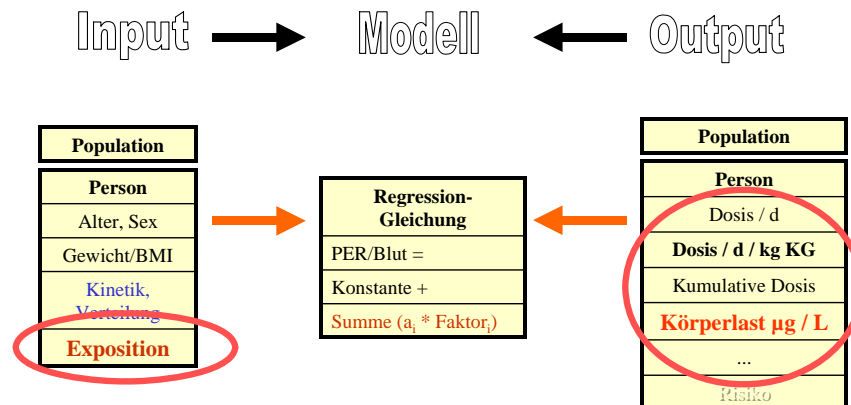 Input
Modell
Output
Population
Person
Alter, Sex
Gewicht/BMI
Kinetik,
Verteilung
Exposition
Regression-
Gleichung
PER/Blut =
Konstante +
Summe (aᵢ * Faktorᵢ)
Population
Person
Dosis / d
Dosis / d / kg KG
Kumulative Dosis
Körperlast µg / L
...
Risiko